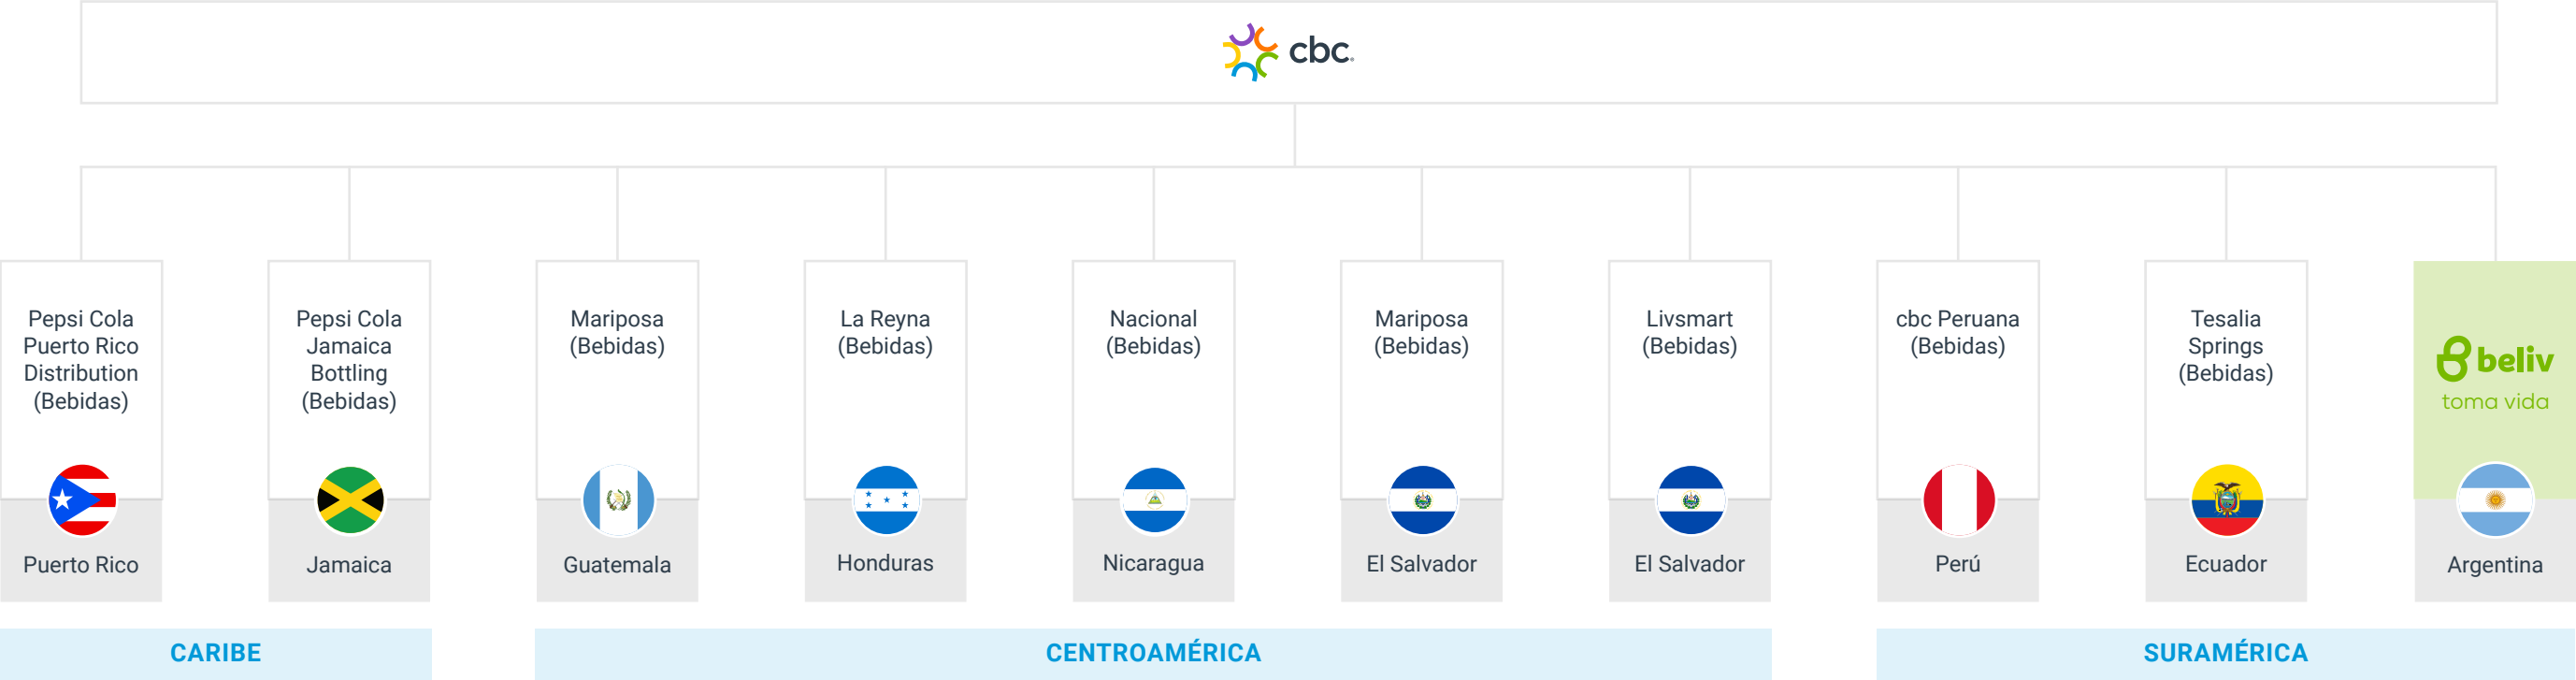 cbc
Pepsi Cola
Puerto Rico
Distribution
(Bebidas)
Puerto Rico
Pepsi Cola
Jamaica
Bottling
(Bebidas)
Jamaica
Mariposa
(Bebidas)
Guatemala
La Reyna
(Bebidas)
Honduras
Nacional
(Bebidas)
Nicaragua
Mariposa
(Bebidas)
El Salvador
Livsmart
(Bebidas)
El Salvador
cbc Peruana
(Bebidas)
Perú
Tesalia
Springs
(Bebidas)
Ecuador
beliv
toma vida
Argentina
CARIBE
CENTROAMÉRICA
SURAMÉRICA